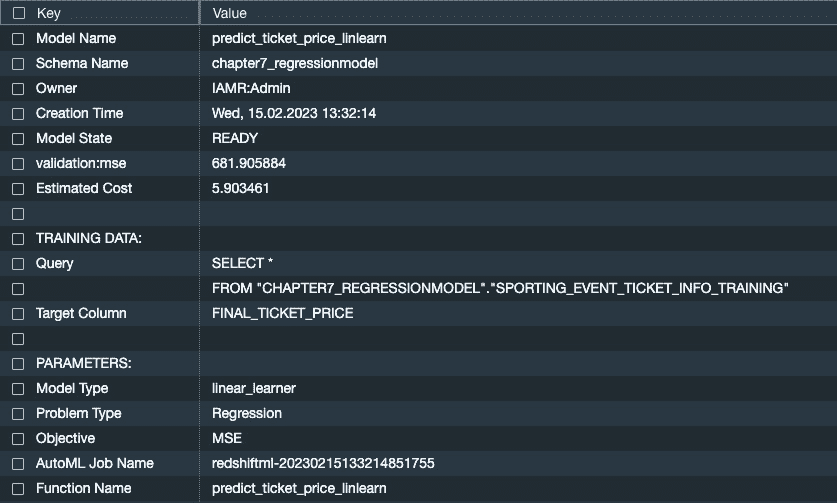 Key Value
Model Name predict_ticket_price_linlearn
Schema Name chapter7_regressionmodel
Owner IAMR:Admin
Creation Time Wed, 15.02.2023 13:32:14
Model State READY
validation:mse 681.905884
Estimated Cost 5.903461
TRAINING DATA:
Query SELECT *
FROM "CHAPTER7_REGRESSIONMODEL"."SPORTING_EVENT_TICKET_INFO_TRAINING"
Target Column FINAL_TICKET_PRICE
PARAMETERS:
Model Type linear_learner
Problem Type Regression
Objective MSE
AutoML Job Name redshiftml-20230215133214851755
Function Name predict_ticket_price_linlearn